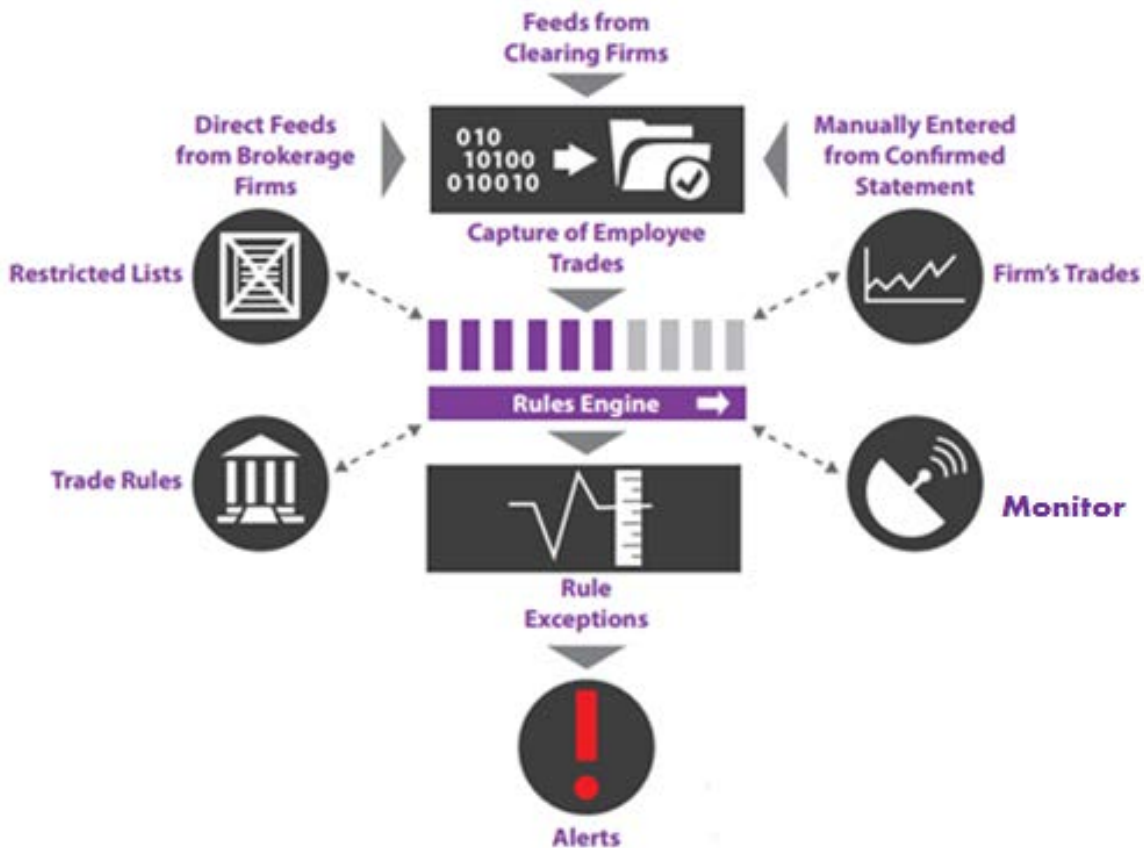 Feeds from
Clearing Firms
Direct Feeds
from Brokerage
Firms
010
10100
010010
Manually Entered
from Confirmed
Statement
Capture of Employee
Trades
Restricted Lists
Firm's Trades
Rules Engine
Trade Rules
Monitor
Rule
Exceptions
Alerts